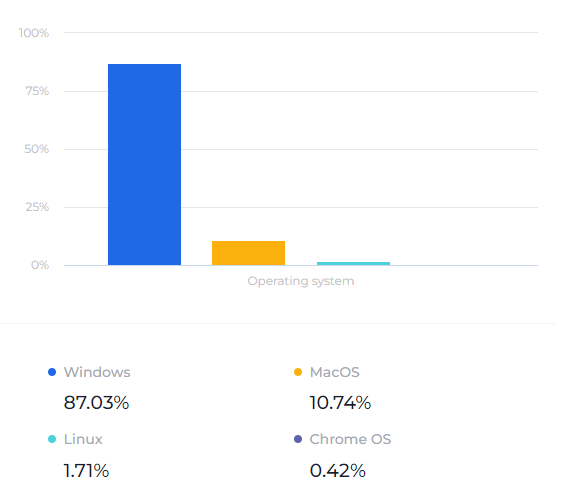 100%
75%
50%
25%
0%
Operating system
Windows
MacOS
87.03%
10.74%
Linux
Chrome OS
1.71%
0.42%